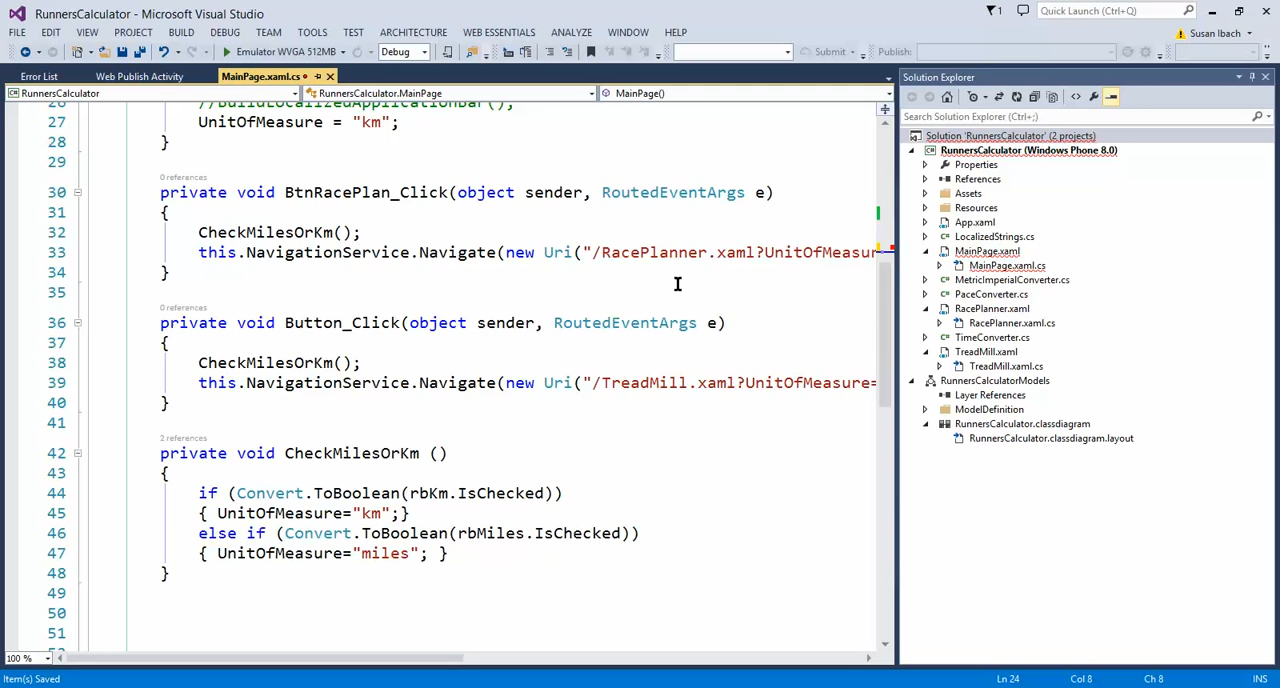 RunnersCalculator - Microsoft Visual Studio
1
Quick Launch (Ctrl+Q)
FILE EDIT VIEW PROJECT BUILD DEBUG TEAM TOOLS TEST ARCHITECTURE WEB ESSENTIALS ANALYZE WINDOW HELP
Susan Ibach
Emulator WVGA 512MB
Debug
Submit
Publish:
Error List
Web Publish Activity
MainPage.xaml.cs
RunnersCalculator
RunnersCalculator.MainPage
MainPage()
26 //BuildLocalizedApplicationBar();
27 UnitOfMeasure = "km";
28 }
29
0 references
30 private void BtnRacePlan_Click(object sender, RoutedEventArgs e)
31 {
32 CheckMilesOrKm();
33 this.NavigationService.Navigate(new Uri("/RacePlanner.xaml?UnitOfMeasur
34 }
35
0 references
36 private void Button_Click(object sender, RoutedEventArgs e)
37 {
38 CheckMilesOrKm();
39 this.NavigationService.Navigate(new Uri("/TreadMill.xaml?UnitOfMeasure=
40 }
41
2 references
42 private void CheckMilesOrKm ()
43 {
44 if (Convert.ToBoolean(rbKm.IsChecked))
45 { UnitOfMeasure="km";}
46 else if (Convert.ToBoolean(rbMiles.IsChecked))
47 { UnitOfMeasure="miles"; }
48 }
49
50
51
100 %
Solution Explorer
Search Solution Explorer (Ctrl+;)
Solution 'RunnersCalculator' (2 projects)
RunnersCalculator (Windows Phone 8.0)
Properties
References
Assets
Resources
App.xaml
LocalizedStrings.cs
MainPage.xaml
MainPage.xaml.cs
MetricImperialConverter.cs
PaceConverter.cs
RacePlanner.xaml
RacePlanner.xaml.cs
TimeConverter.cs
TreadMill.xaml
TreadMill.xaml.cs
RunnersCalculatorModels
Layer References
ModelDefinition
RunnersCalculator.classdiagram
RunnersCalculator.classdiagram.layout
Item(s) Saved
Ln 24
Col 8
Ch 8
INS